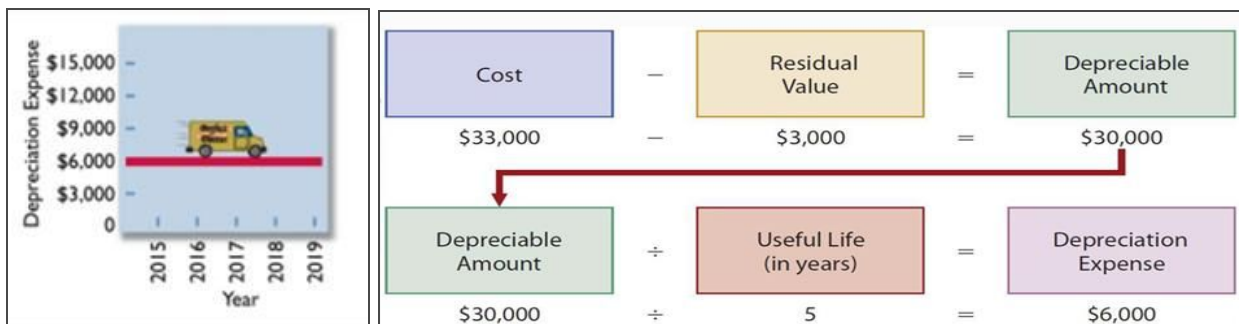 Depreciation Expense
$15,000
$12,000
$9,000
$6,000
$3,000
0
2015
2016
2017
2018
2019
Year
Cost
−
Residual
Value
=
Depreciable
Amount
$33,000 − $3,000 = $30,000
Depreciable
Amount
÷
Useful Life
(in years)
=
Depreciation
Expense
$30,000 ÷ 5 = $6,000